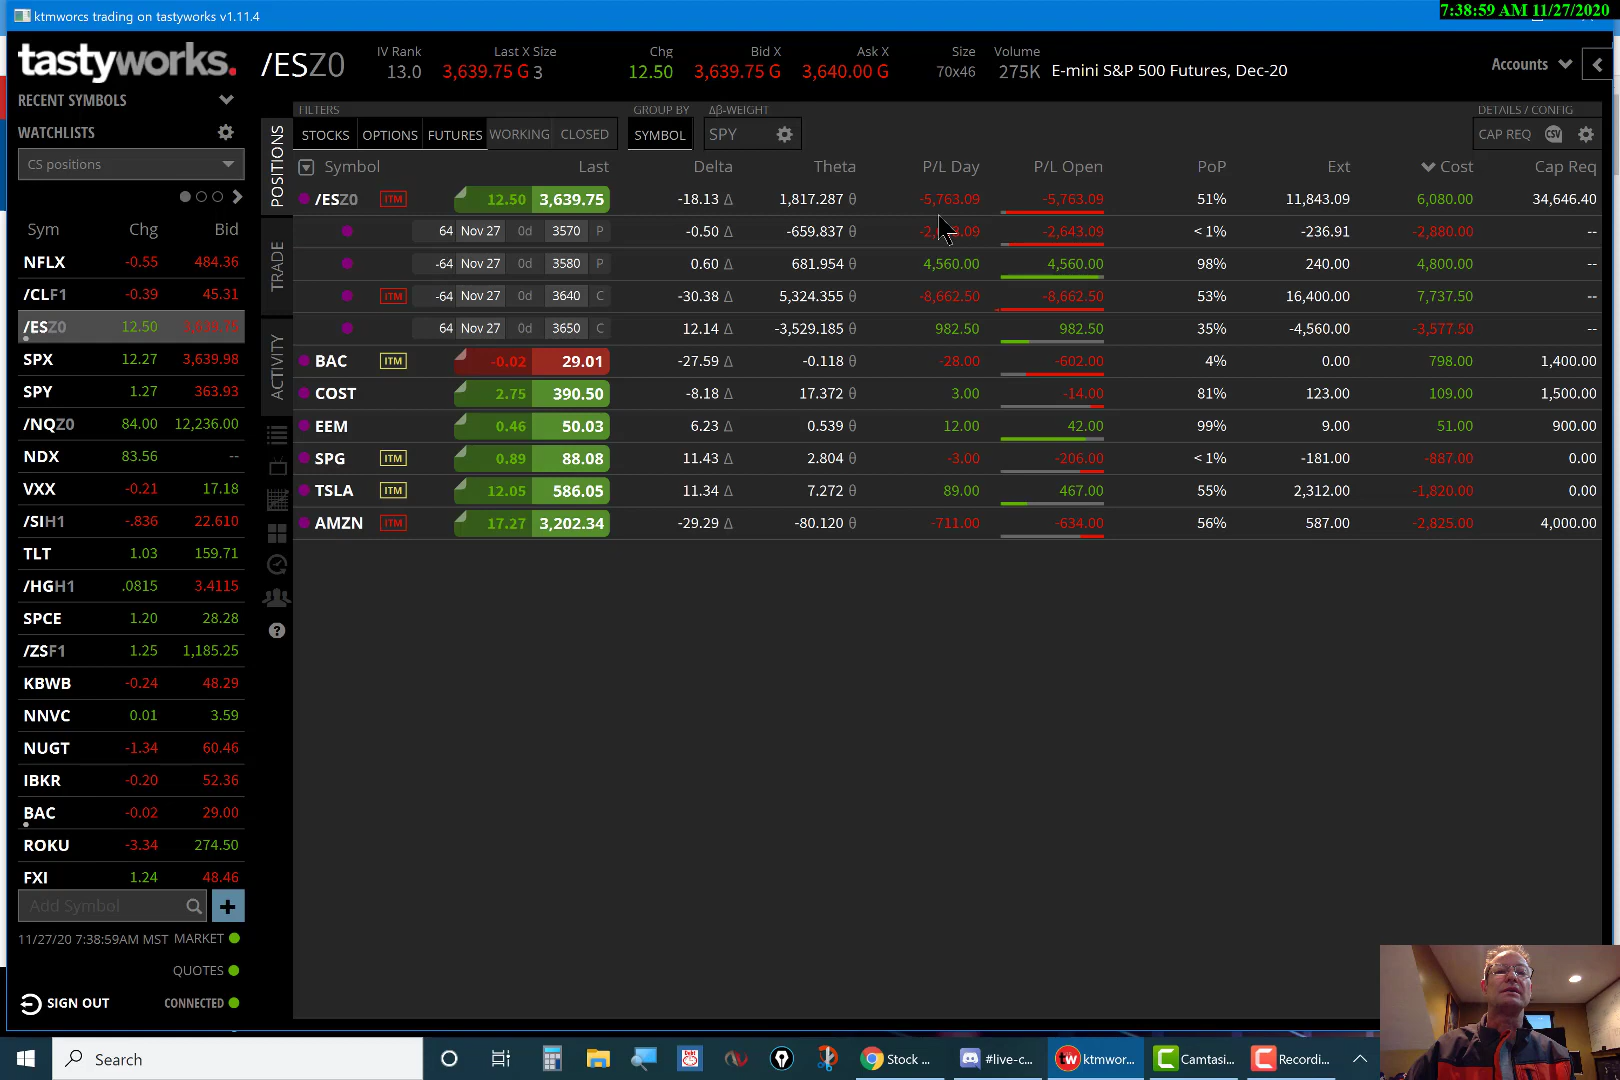 ktmworcs trading on tastyworks v1.11.4
7:38:59 AM 11/27/2020
tastyworks.
/ESZ0
IV Rank
13.0
Last X Size
3,639.75 G 3
Chg
12.50
Bid X
3,639.75 G
Ask X
3,640.00 G
Size
70x46
Volume
275K
E-mini S&P 500 Futures, Dec-20
Accounts
RECENT SYMBOLS
WATCHLISTS
CS positions
Sym Chg Bid
NFLX -0.55 484.36
/CLF1 -0.39 45.31
/ESZ0 12.50 3,639.75
SPX 12.27 3,639.98
SPY 1.27 363.93
/NQZ0 84.00 12,236.00
NDX 83.56 --
VXX -0.21 17.18
/SIH1 -.836 22.610
TLT 1.03 159.71
/HGH1 .0815 3.4115
SPCE 1.20 28.28
/ZSF1 1.25 1,185.25
KBWB -0.24 48.29
NNVC 0.01 3.59
NUGT -1.34 60.46
IBKR -0.20 52.36
BAC -0.02 29.00
ROKU -3.34 274.50
FXI 1.24 48.46
Add Symbol
11/27/20 7:38:59AM MST MARKET
QUOTES
SIGN OUT CONNECTED
POSITIONS
TRADE
ACTIVITY
FILTERS GROUP BY Δβ-WEIGHT DETAILS / CONFIG
STOCKS OPTIONS FUTURES WORKING CLOSED SYMBOL SPY CAP REQ CSV
Symbol Last Delta Theta P/L Day P/L Open PoP Ext Cost Cap Req
/ESZ0 ITM 12.50 3,639.75 -18.13 Δ 1,817.287 θ -5,763.09 -5,763.09 51% 11,843.09 6,080.00 34,646.40
64 Nov 27 0d 3570 P -0.50 Δ -659.837 θ -2,643.09 <1% -236.91 -2,880.00 --
-64 Nov 27 0d 3580 P 0.60 Δ 681.954 θ 4,560.00 4,560.00 98% 240.00 4,800.00 --
ITM -64 Nov 27 0d 3640 C -30.38 Δ 5,324.355 θ -8,662.50 -8,662.50 53% 16,400.00 7,737.50 --
64 Nov 27 0d 3650 C 12.14 Δ -3,529.185 θ 982.50 982.50 35% -4,560.00 -3,577.50 --
BAC ITM -0.02 29.01 -27.59 Δ -0.118 θ -28.00 -602.00 4% 0.00 798.00 1,400.00
COST 2.75 390.50 -8.18 Δ 17.372 θ 3.00 -14.00 81% 123.00 109.00 1,500.00
EEM 0.46 50.03 6.23 Δ 0.539 θ 12.00 42.00 99% 9.00 51.00 900.00
SPG ITM 0.89 88.08 11.43 Δ 2.804 θ -3.00 -206.00 <1% -181.00 -887.00 0.00
TSLA ITM 12.05 586.05 11.34 Δ 7.272 θ 89.00 467.00 55% 2,312.00 -1,820.00 0.00
AMZN ITM 17.27 3,202.34 -29.29 Δ -80.120 θ -711.00 -634.00 56% 587.00 -2,825.00 4,000.00
Search
Stock ...
#live-c...
ktmwor...
Camtasi...
Recordi...